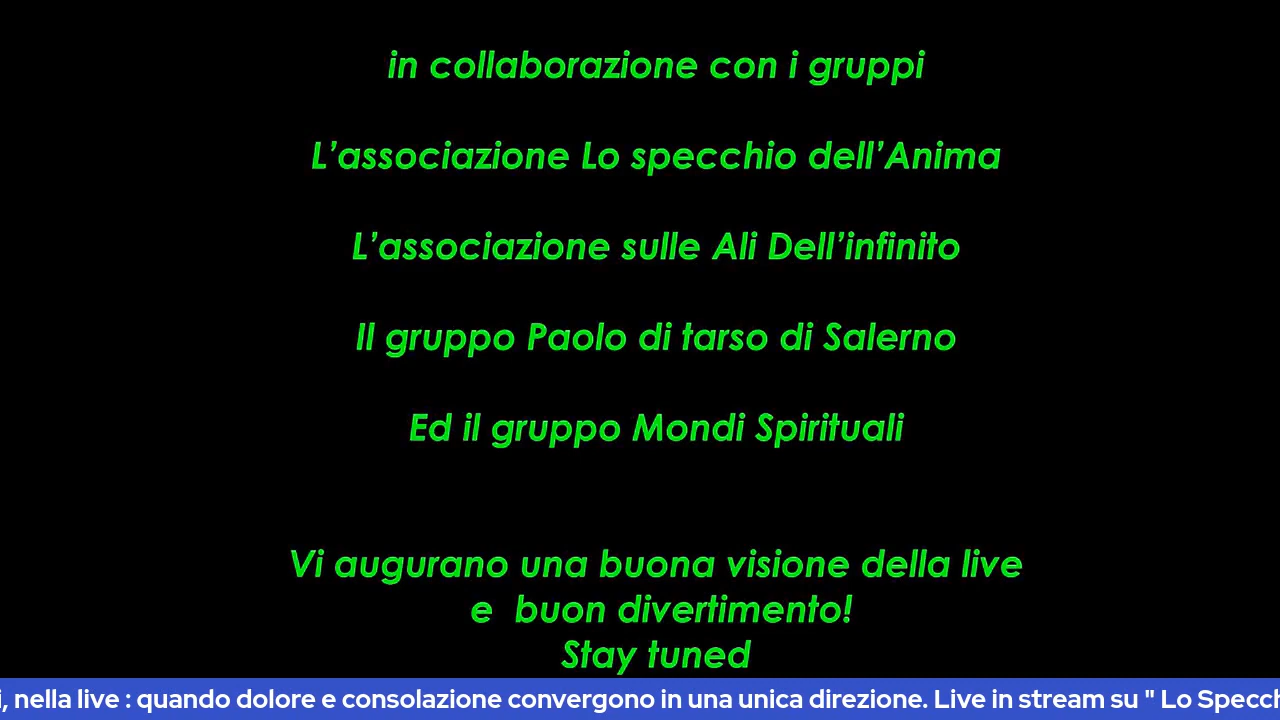 in collaborazione con i gruppi
L’associazione Lo specchio dell’Anima
L’associazione sulle Ali Dell’infinito
Il gruppo Paolo di tarso di Salerno
Ed il gruppo Mondi Spirituali
Vi augurano una buona visione della live
e  buon divertimento!
Stay tuned
, nella live : quando dolore e consolazione convergono in una unica direzione. Live in stream su " Lo